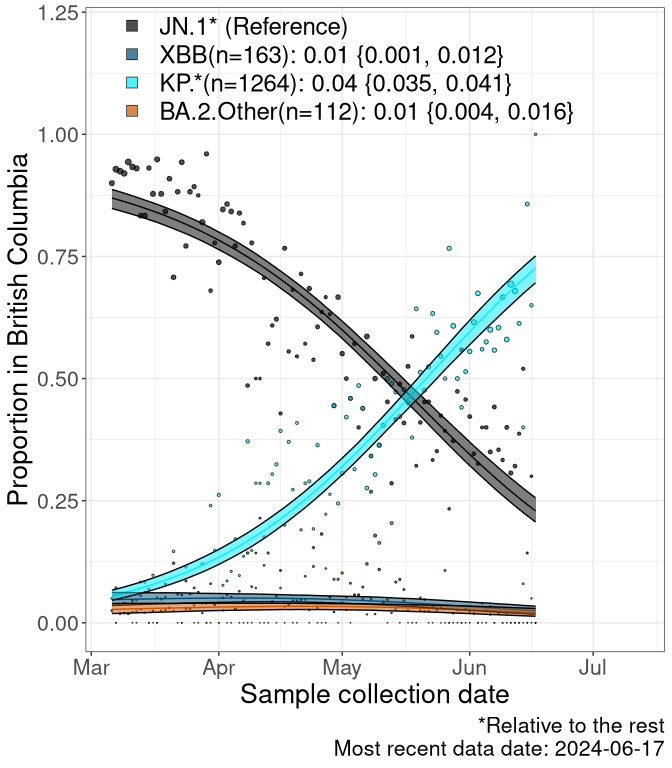 JN.1* (Reference)
XBB(n=163): 0.01 {0.001, 0.012}
KP.*(n=1264): 0.04 {0.035, 0.041}
BA.2.Other(n=112): 0.01 {0.004, 0.016}
Proportion in British Columbia
1.25
1.00
0.75
0.50
0.25
0.00
Mar Apr May Jun Jul
Sample collection date
*Relative to the rest
Most recent data date: 2024-06-17